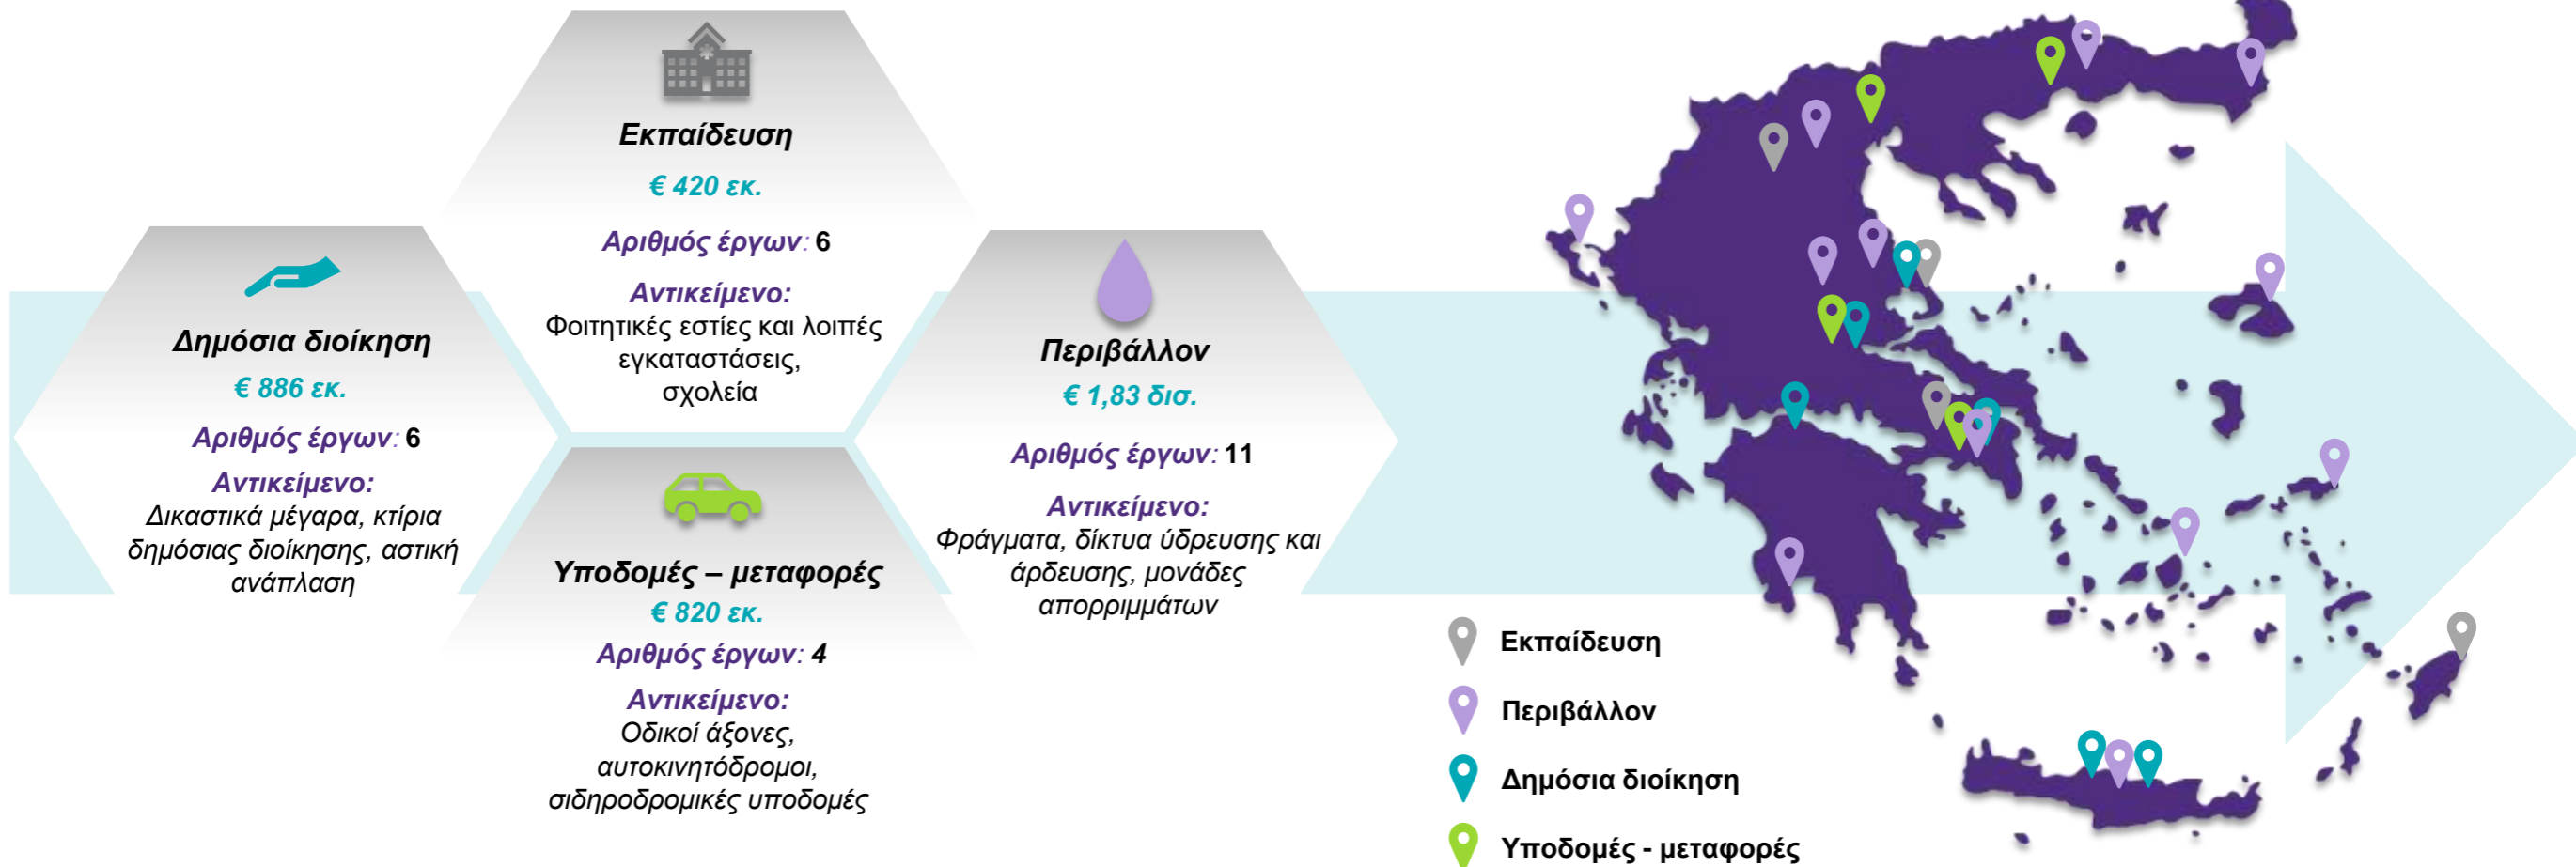 Εκπαίδευση
€ 420 εκ.
Αριθμός έργων: 6
Αντικείμενο:
Φοιτητικές εστίες και λοιπές
εγκαταστάσεις,
σχολεία
Δημόσια διοίκηση
€ 886 εκ.
Αριθμός έργων: 6
Αντικείμενο:
Δικαστικά μέγαρα, κτίρια
δημόσιας διοίκησης, αστική
ανάπλαση
Υποδομές – μεταφορές
€ 820 εκ.
Αριθμός έργων: 4
Αντικείμενο:
Οδικοί άξονες,
αυτοκινητόδρομοι,
σιδηροδρομικές υποδομές
Περιβάλλον
€ 1,83 δισ.
Αριθμός έργων: 11
Αντικείμενο:
Φράγματα, δίκτυα ύδρευσης και
άρδευσης, μονάδες
απορριμμάτων
Εκπαίδευση
Περιβάλλον
Δημόσια διοίκηση
Υποδομές - μεταφορές